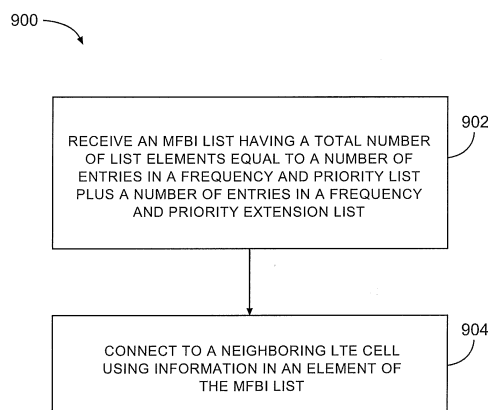 900
902
RECEIVE AN MFBI LIST HAVING A TOTAL NUMBER
OF LIST ELEMENTS EQUAL TO A NUMBER OF
ENTRIES IN A FREQUENCY AND PRIORITY LIST
PLUS A NUMBER OF ENTRIES IN A FREQUENCY
AND PRIORITY EXTENSION LIST
904
CONNECT TO A NEIGHBORING LTE CELL
USING INFORMATION IN AN ELEMENT OF
THE MFBI LIST